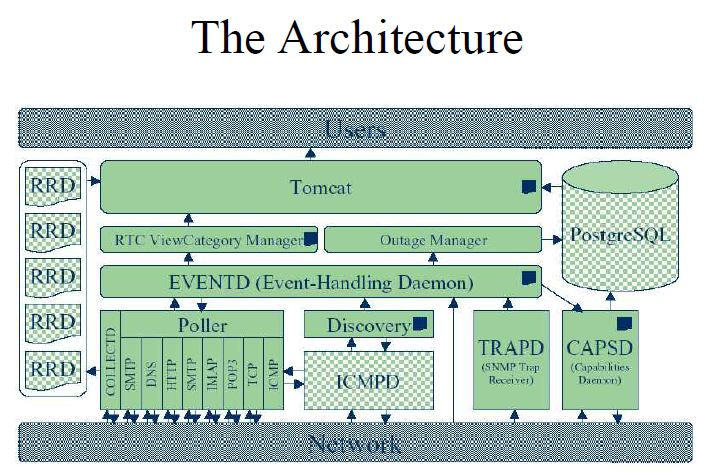 The Architecture
Users
RRD
RRD
RRD
RRD
RRD
Tomcat
PostgreSQL
RTC ViewCategory Manager
Outage Manager
EVENTD (Event-Handling Daemon)
Poller
COLLECTD
SMTP
DNS
HTTP
SMTP
IMAP
POP3
TCP
ICMP
Discovery
ICMPD
TRAPD
(SNMP Trap
Receiver)
CAPSD
(Capabilities
Daemon)
Network